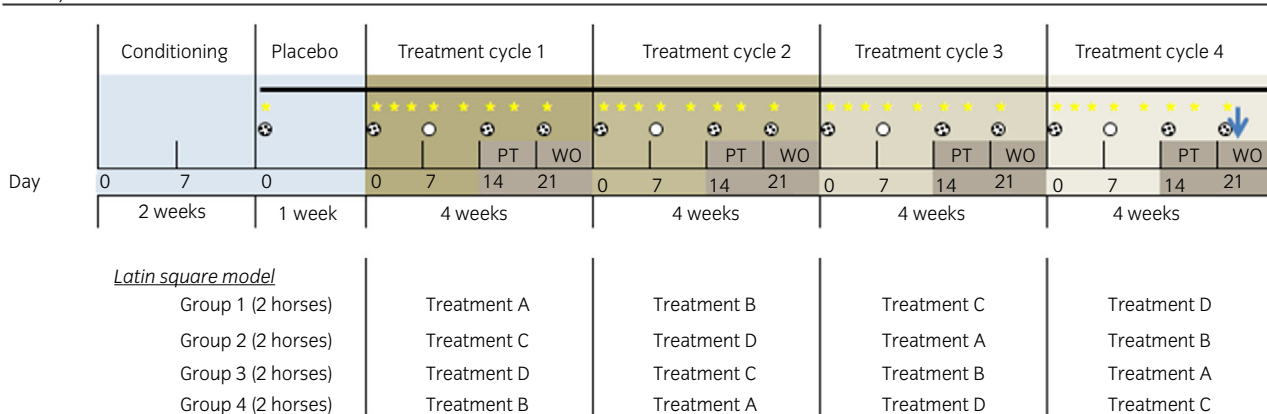 Conditioning Placebo Treatment cycle 1 Treatment cycle 2 Treatment cycle 3 Treatment cycle 4
PT WO PT WO PT WO PT WO
Day 0 7 0 0 7 14 21 0 7 14 21 0 7 14 21 0 7 14 21
2 weeks 1 week 4 weeks 4 weeks 4 weeks 4 weeks
Latin square model
Group 1 (2 horses) Treatment A Treatment B Treatment C Treatment D
Group 2 (2 horses) Treatment C Treatment D Treatment A Treatment B
Group 3 (2 horses) Treatment D Treatment C Treatment B Treatment A
Group 4 (2 horses) Treatment B Treatment A Treatment D Treatment C